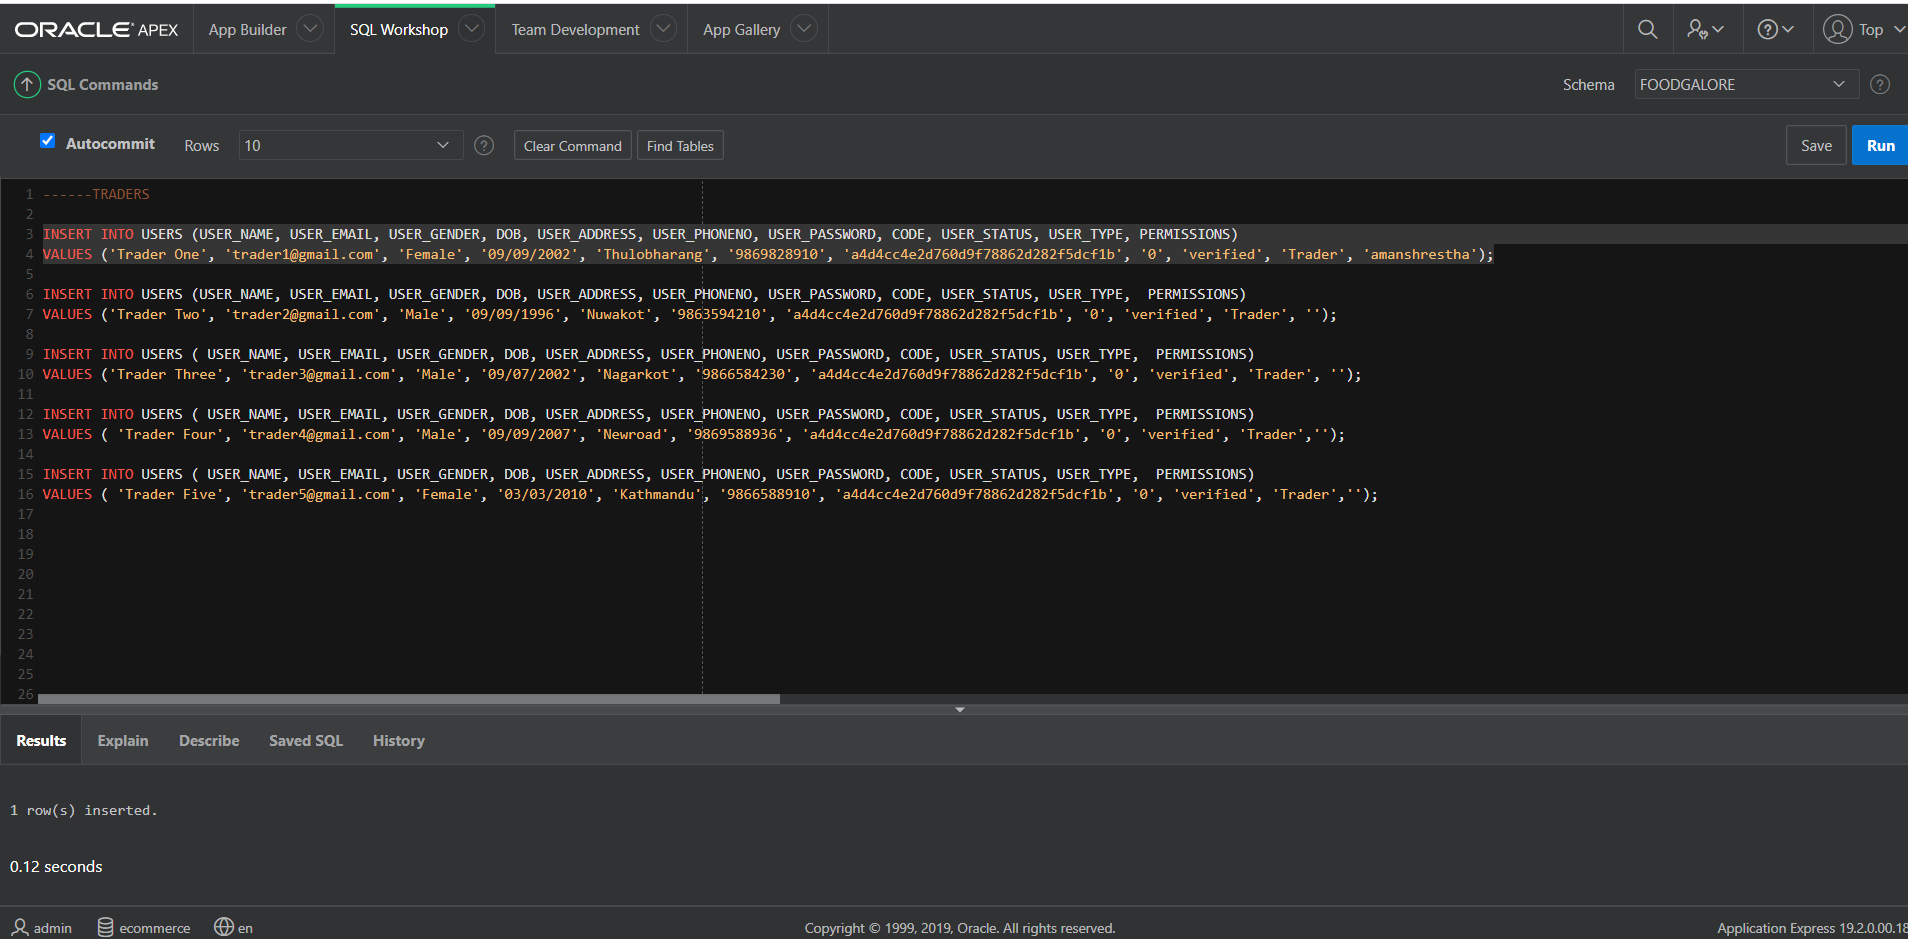 ORACLE APEX App Builder SQL Workshop Team Development App Gallery Top
SQL Commands Schema FOODGALORE ?
Autocommit Rows 10 ? Clear Command Find Tables Save Run
1 ------TRADERS
2
3 INSERT INTO USERS (USER_NAME, USER_EMAIL, USER_GENDER, DOB, USER_ADDRESS, USER_PHONENO, USER_PASSWORD, CODE, USER_STATUS, USER_TYPE, PERMISSIONS)
4 VALUES ('Trader One', 'trader1@gmail.com', 'Female', '09/09/2002', 'Thulobharang', '9869828910', 'a4d4cc4e2d760d9f78862d282f5dcf1b', '0', 'verified', 'Trader', 'amanshrestha');
5
6 INSERT INTO USERS (USER_NAME, USER_EMAIL, USER_GENDER, DOB, USER_ADDRESS, USER_PHONENO, USER_PASSWORD, CODE, USER_STATUS, USER_TYPE,  PERMISSIONS)
7 VALUES ('Trader Two', 'trader2@gmail.com', 'Male', '09/09/1996', 'Nuwakot', '9863594210', 'a4d4cc4e2d760d9f78862d282f5dcf1b', '0', 'verified', 'Trader', '');
8
9 INSERT INTO USERS ( USER_NAME, USER_EMAIL, USER_GENDER, DOB, USER_ADDRESS, USER_PHONENO, USER_PASSWORD, CODE, USER_STATUS, USER_TYPE,  PERMISSIONS)
10 VALUES ('Trader Three', 'trader3@gmail.com', 'Male', '09/07/2002', 'Nagarkot', '9866584230', 'a4d4cc4e2d760d9f78862d282f5dcf1b', '0', 'verified', 'Trader', '');
11
12 INSERT INTO USERS ( USER_NAME, USER_EMAIL, USER_GENDER, DOB, USER_ADDRESS, USER_PHONENO, USER_PASSWORD, CODE, USER_STATUS, USER_TYPE,  PERMISSIONS)
13 VALUES ( 'Trader Four', 'trader4@gmail.com', 'Male', '09/09/2007', 'Newroad', '9869588936', 'a4d4cc4e2d760d9f78862d282f5dcf1b', '0', 'verified', 'Trader','');
14
15 INSERT INTO USERS ( USER_NAME, USER_EMAIL, USER_GENDER, DOB, USER_ADDRESS, USER_PHONENO, USER_PASSWORD, CODE, USER_STATUS, USER_TYPE,  PERMISSIONS)
16 VALUES ( 'Trader Five', 'trader5@gmail.com', 'Female', '03/03/2010', 'Kathmandu', '9866588910', 'a4d4cc4e2d760d9f78862d282f5dcf1b', '0', 'verified', 'Trader','');
17
18
19
20
21
22
23
24
25
26
Results Explain Describe Saved SQL History
1 row(s) inserted.
0.12 seconds
admin ecommerce en Copyright © 1999, 2019, Oracle. All rights reserved. Application Express 19.2.0.00.18